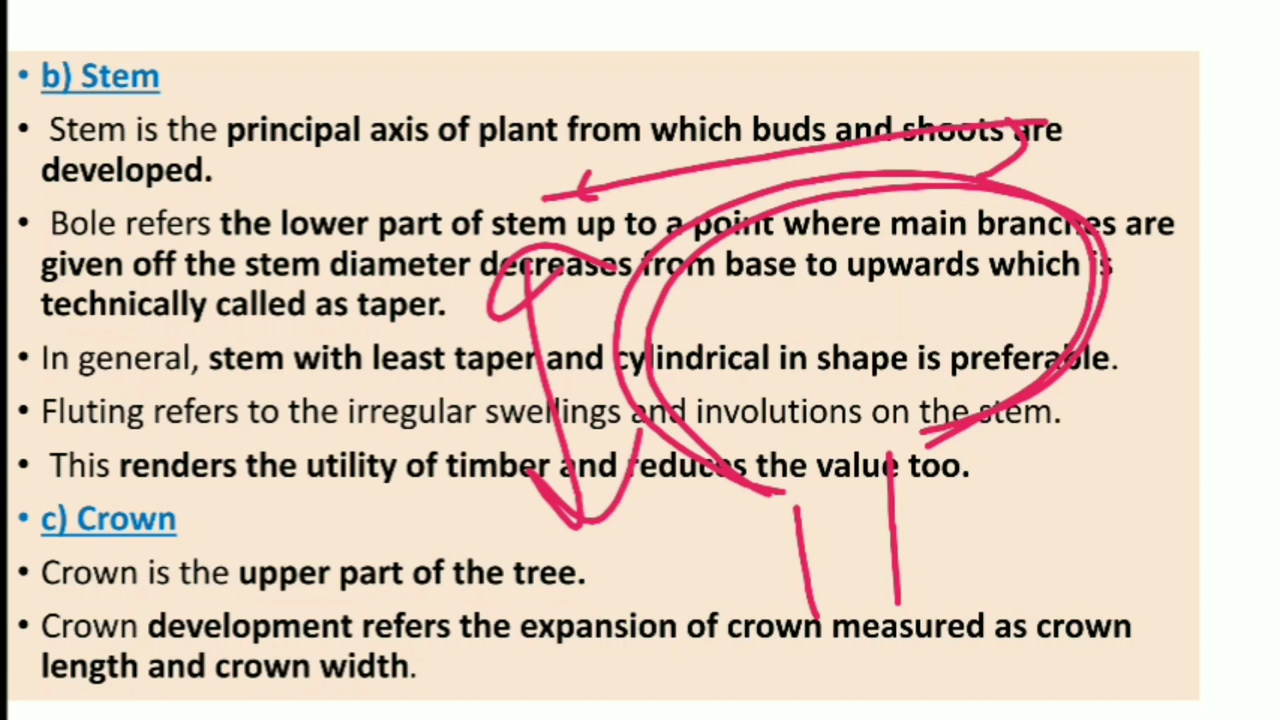 • b) Stem
• Stem is the principal axis of plant from which buds and shoots are
developed.
• Bole refers the lower part of stem up to a point where main branches are
given off the stem diameter decreases from base to upwards which is
technically called as taper.
• In general, stem with least taper and cylindrical in shape is preferable.
• Fluting refers to the irregular swellings and involutions on the stem.
• This renders the utility of timber and reduces the value too.
• c) Crown
• Crown is the upper part of the tree.
• Crown development refers the expansion of crown measured as crown
length and crown width.